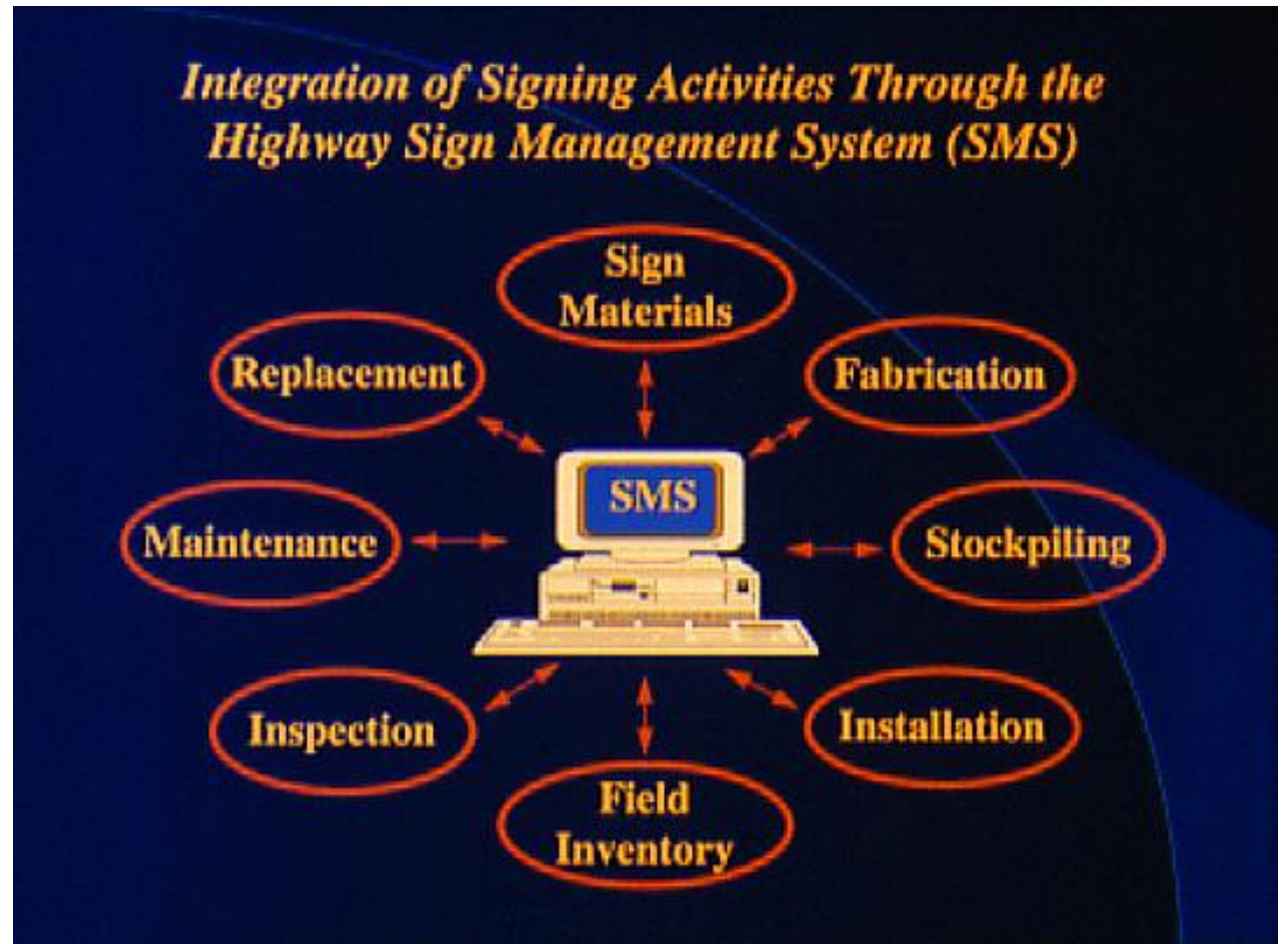 Integration of Signing Activities Through the
Highway Sign Management System (SMS)
Sign
Materials
Replacement
Fabrication
SMS
Maintenance
Stockpiling
Inspection
Installation
Field
Inventory